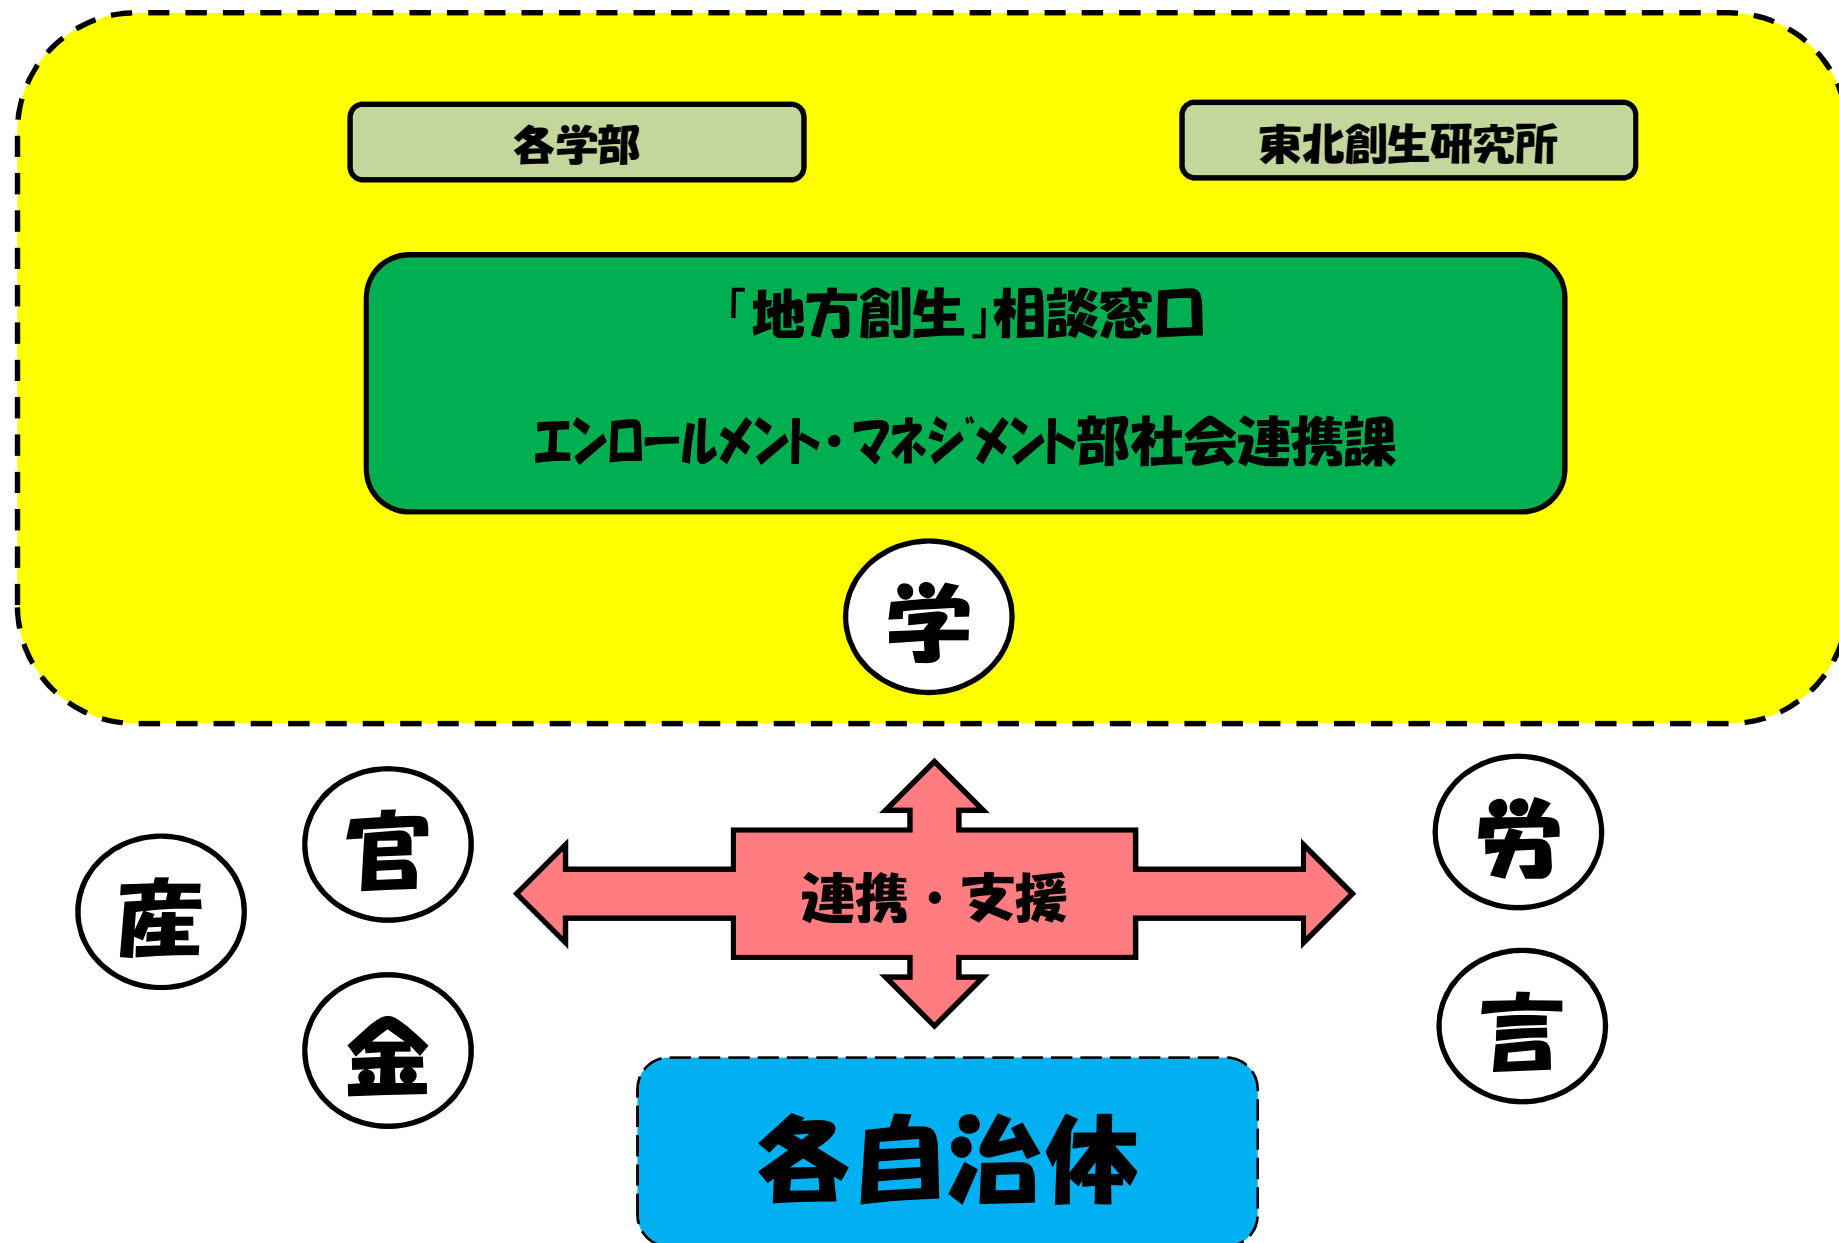 各学部
東北創生研究所
「地方創生」相談窓口
エンロールメント・マネジメント部社会連携課
学
官
労
産
連携・支援
金
言
各自治体